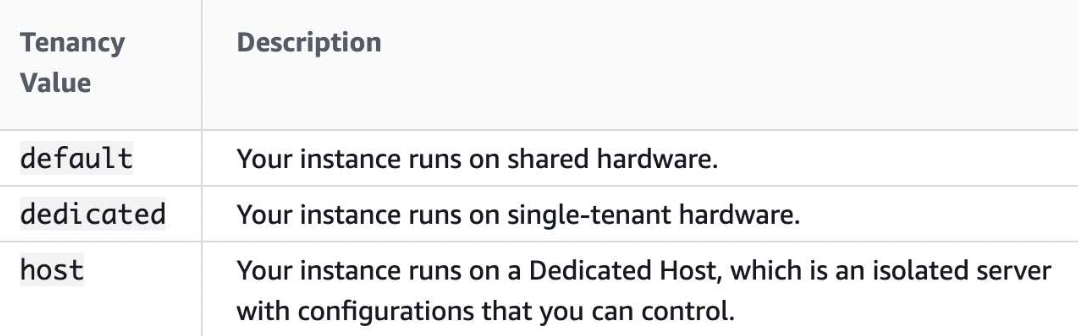 Tenancy Value
Description
default
Your instance runs on shared hardware.
dedicated
Your instance runs on single-tenant hardware.
host
Your instance runs on a Dedicated Host, which is an isolated server
with configurations that you can control.